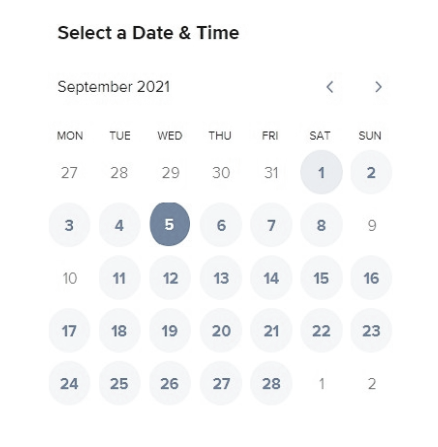 Select a Date & Time
September 2021
MON TUE WED THU FRI SAT SUN
27 28 29 30 31 1 2
3 4 5 6 7 8 9
10 11 12 13 14 15 16
17 18 19 20 21 22 23
24 25 26 27 28 1 2